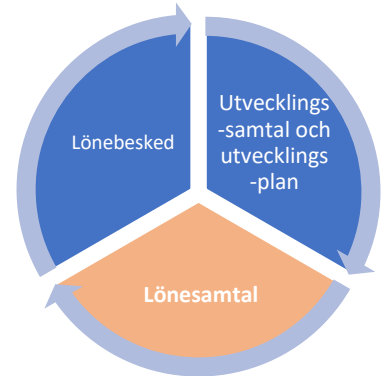 Lönebesked
Utvecklings
-samtal och
utvecklings
-plan
Lönesamtal